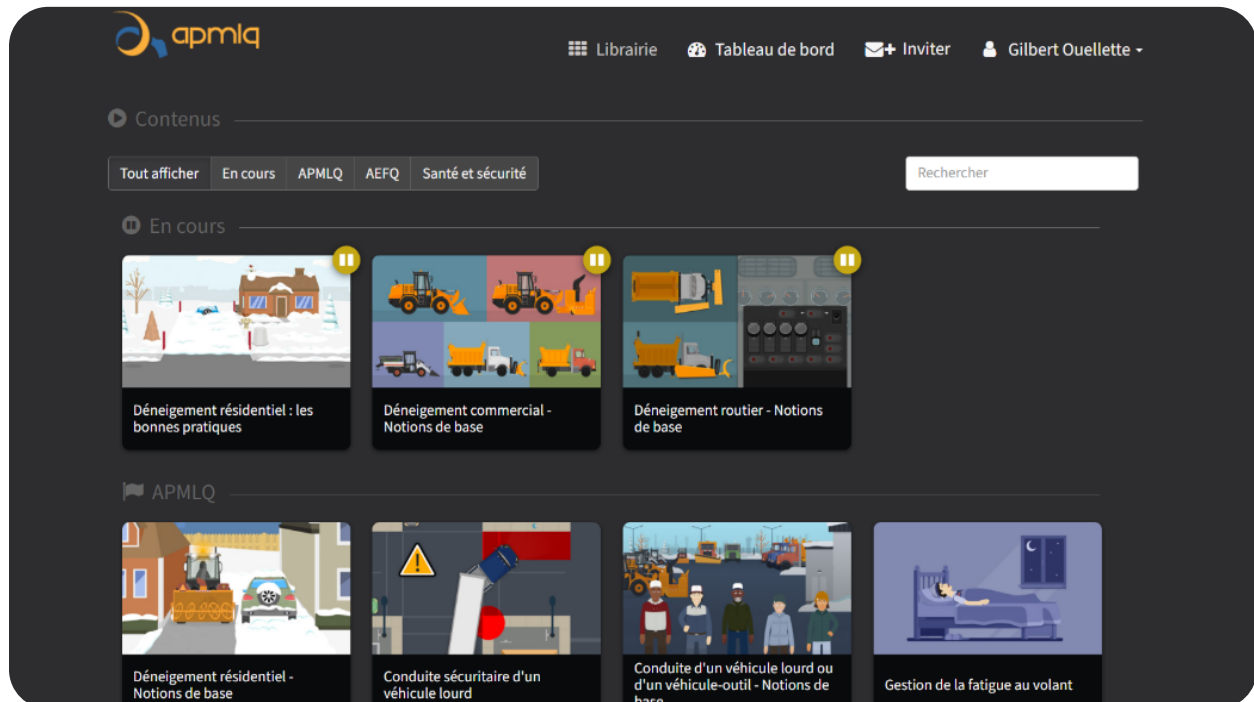 apmlq
Librairie
Tableau de bord
Inviter
Gilbert Ouellette
Contenus
Tout afficher
En cours
APMLQ
AEFQ
Santé et sécurité
Rechercher
En cours
Déneigement résidentiel : les
bonnes pratiques
Déneigement commercial -
Notions de base
Déneigement routier - Notions
de base
APMLQ
Déneigement résidentiel -
Notions de base
Conduite sécuritaire d'un
véhicule lourd
Conduite d'un véhicule lourd ou
d'un véhicule-outil - Notions de
base
Gestion de la fatigue au volant